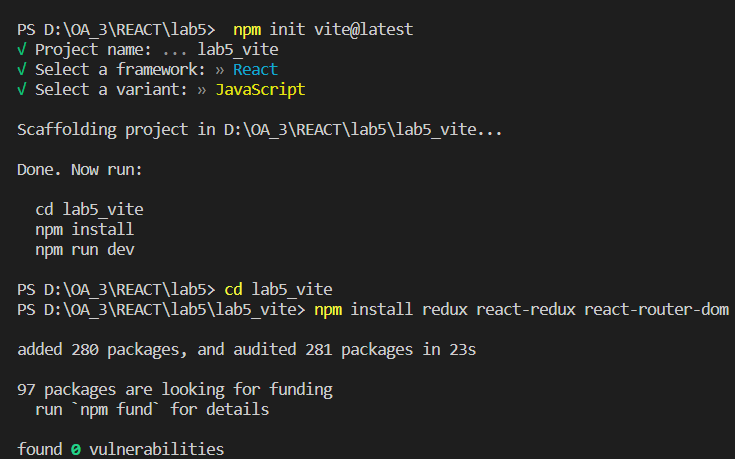 PS D:\OA_3\REACT\lab5>  npm init vite@latest
√ Project name: ... lab5_vite
√ Select a framework: » React
√ Select a variant: » JavaScript
Scaffolding project in D:\OA_3\REACT\lab5\lab5_vite...
Done. Now run:
  cd lab5_vite
  npm install
  npm run dev
PS D:\OA_3\REACT\lab5> cd lab5_vite
PS D:\OA_3\REACT\lab5\lab5_vite> npm install redux react-redux react-router-dom
added 280 packages, and audited 281 packages in 23s
97 packages are looking for funding
  run `npm fund` for details
found 0 vulnerabilities